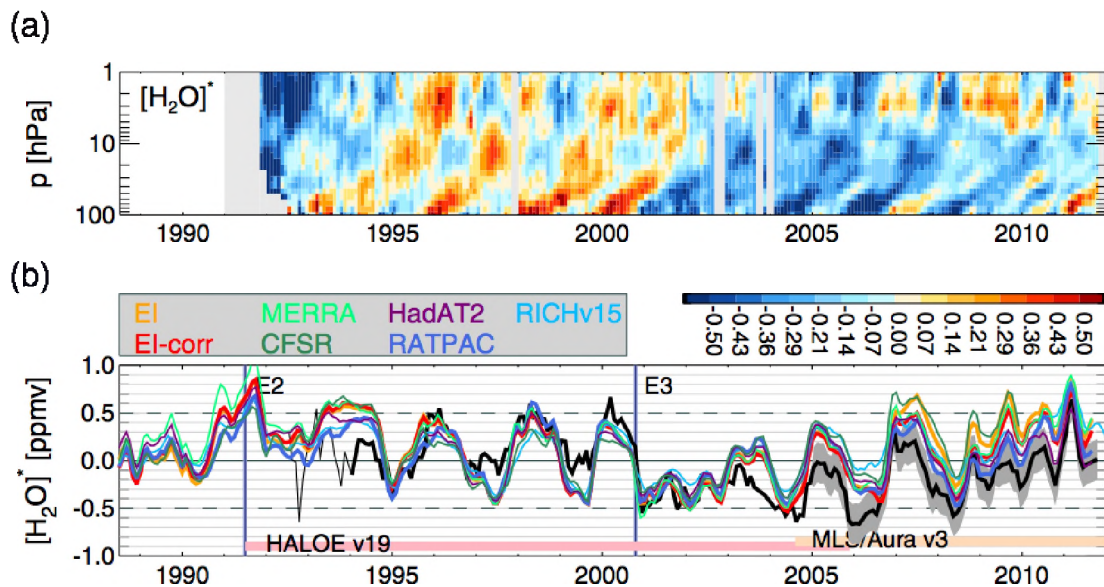 (a)
1
10
100
p [hPa]
[H₂O]*
1990 1995 2000 2005 2010
(b)
EI MERRA HadAT2 RICHv15
EI-corr CFSR RATPAC
-0.50 -0.43 -0.36 -0.29 -0.21 -0.14 -0.07 0.00 0.07 0.14 0.21 0.29 0.36 0.43 0.50
[H₂O]* [ppmv]
1.0
0.5
0.0
-0.5
-1.0
E2 E3
HALOE v19 MLS/Aura v3
1990 1995 2000 2005 2010